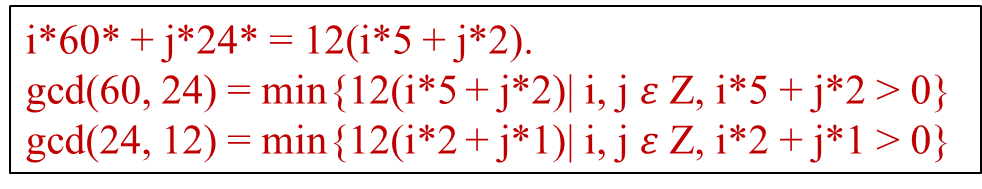 i*60* + j*24* = 12(i*5 + j*2).
gcd(60, 24) = min{12(i*5 + j*2)| i, j ε Z, i*5 + j*2 > 0}
gcd(24, 12) = min{12(i*2 + j*1)| i, j ε Z, i*2 + j*1 > 0}